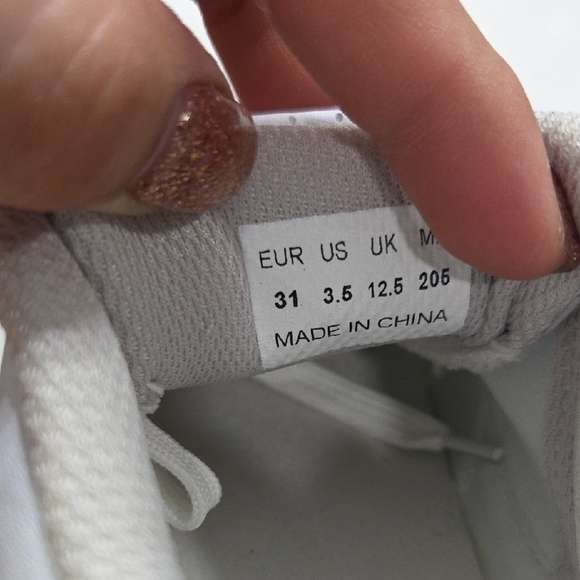 EUR US UK
31 3.5 12.5 205
MADE IN CHINA